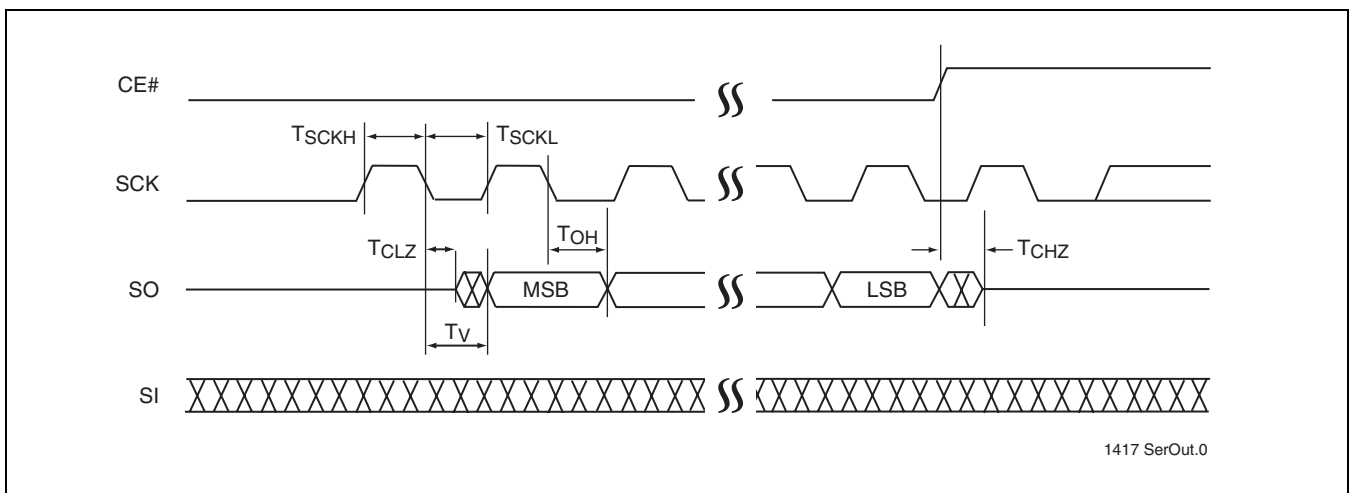 CE#
TSCKH
TSCKL
SCK
TCLZ
TOH
TCHZ
SO
MSB
LSB
TV
SI
1417 SerOut.0